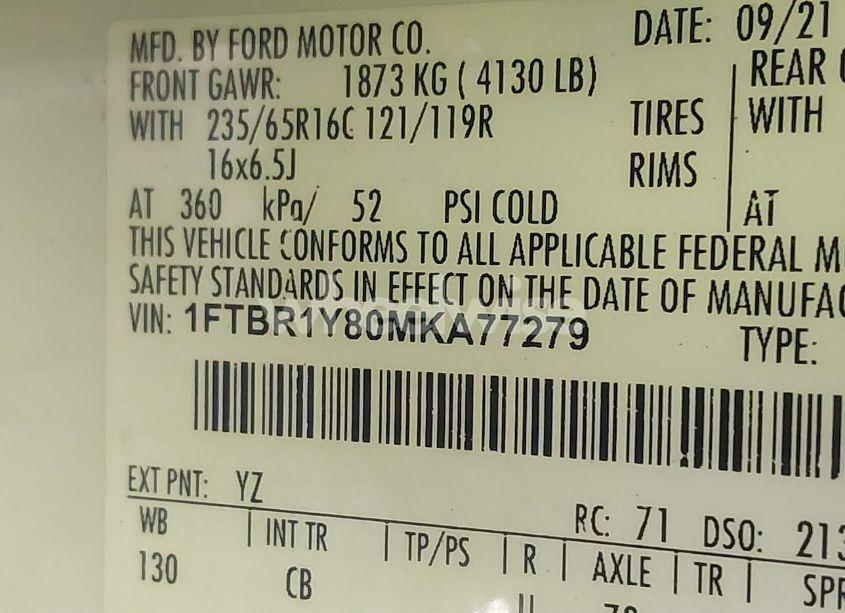 MFD. BY FORD MOTOR CO.
DATE: 09/21
FRONT GAWR: 1873 KG ( 4130 LB)
REAR
WITH 235/65R16C 121/119R TIRES
WITH
16x6.5J RIMS
AT 360 kPa/ 52 PSI COLD
AT
THIS VEHICLE CONFORMS TO ALL APPLICABLE FEDERAL M
SAFETY STANDARDS IN EFFECT ON THE DATE OF MANUFAC
VIN: 1FTBR1Y80MKA77279
TYPE:
EXT PNT: YZ
RC: 71 DSO: 213
WB INT TR TP/PS R AXLE TR SPR
130 CB